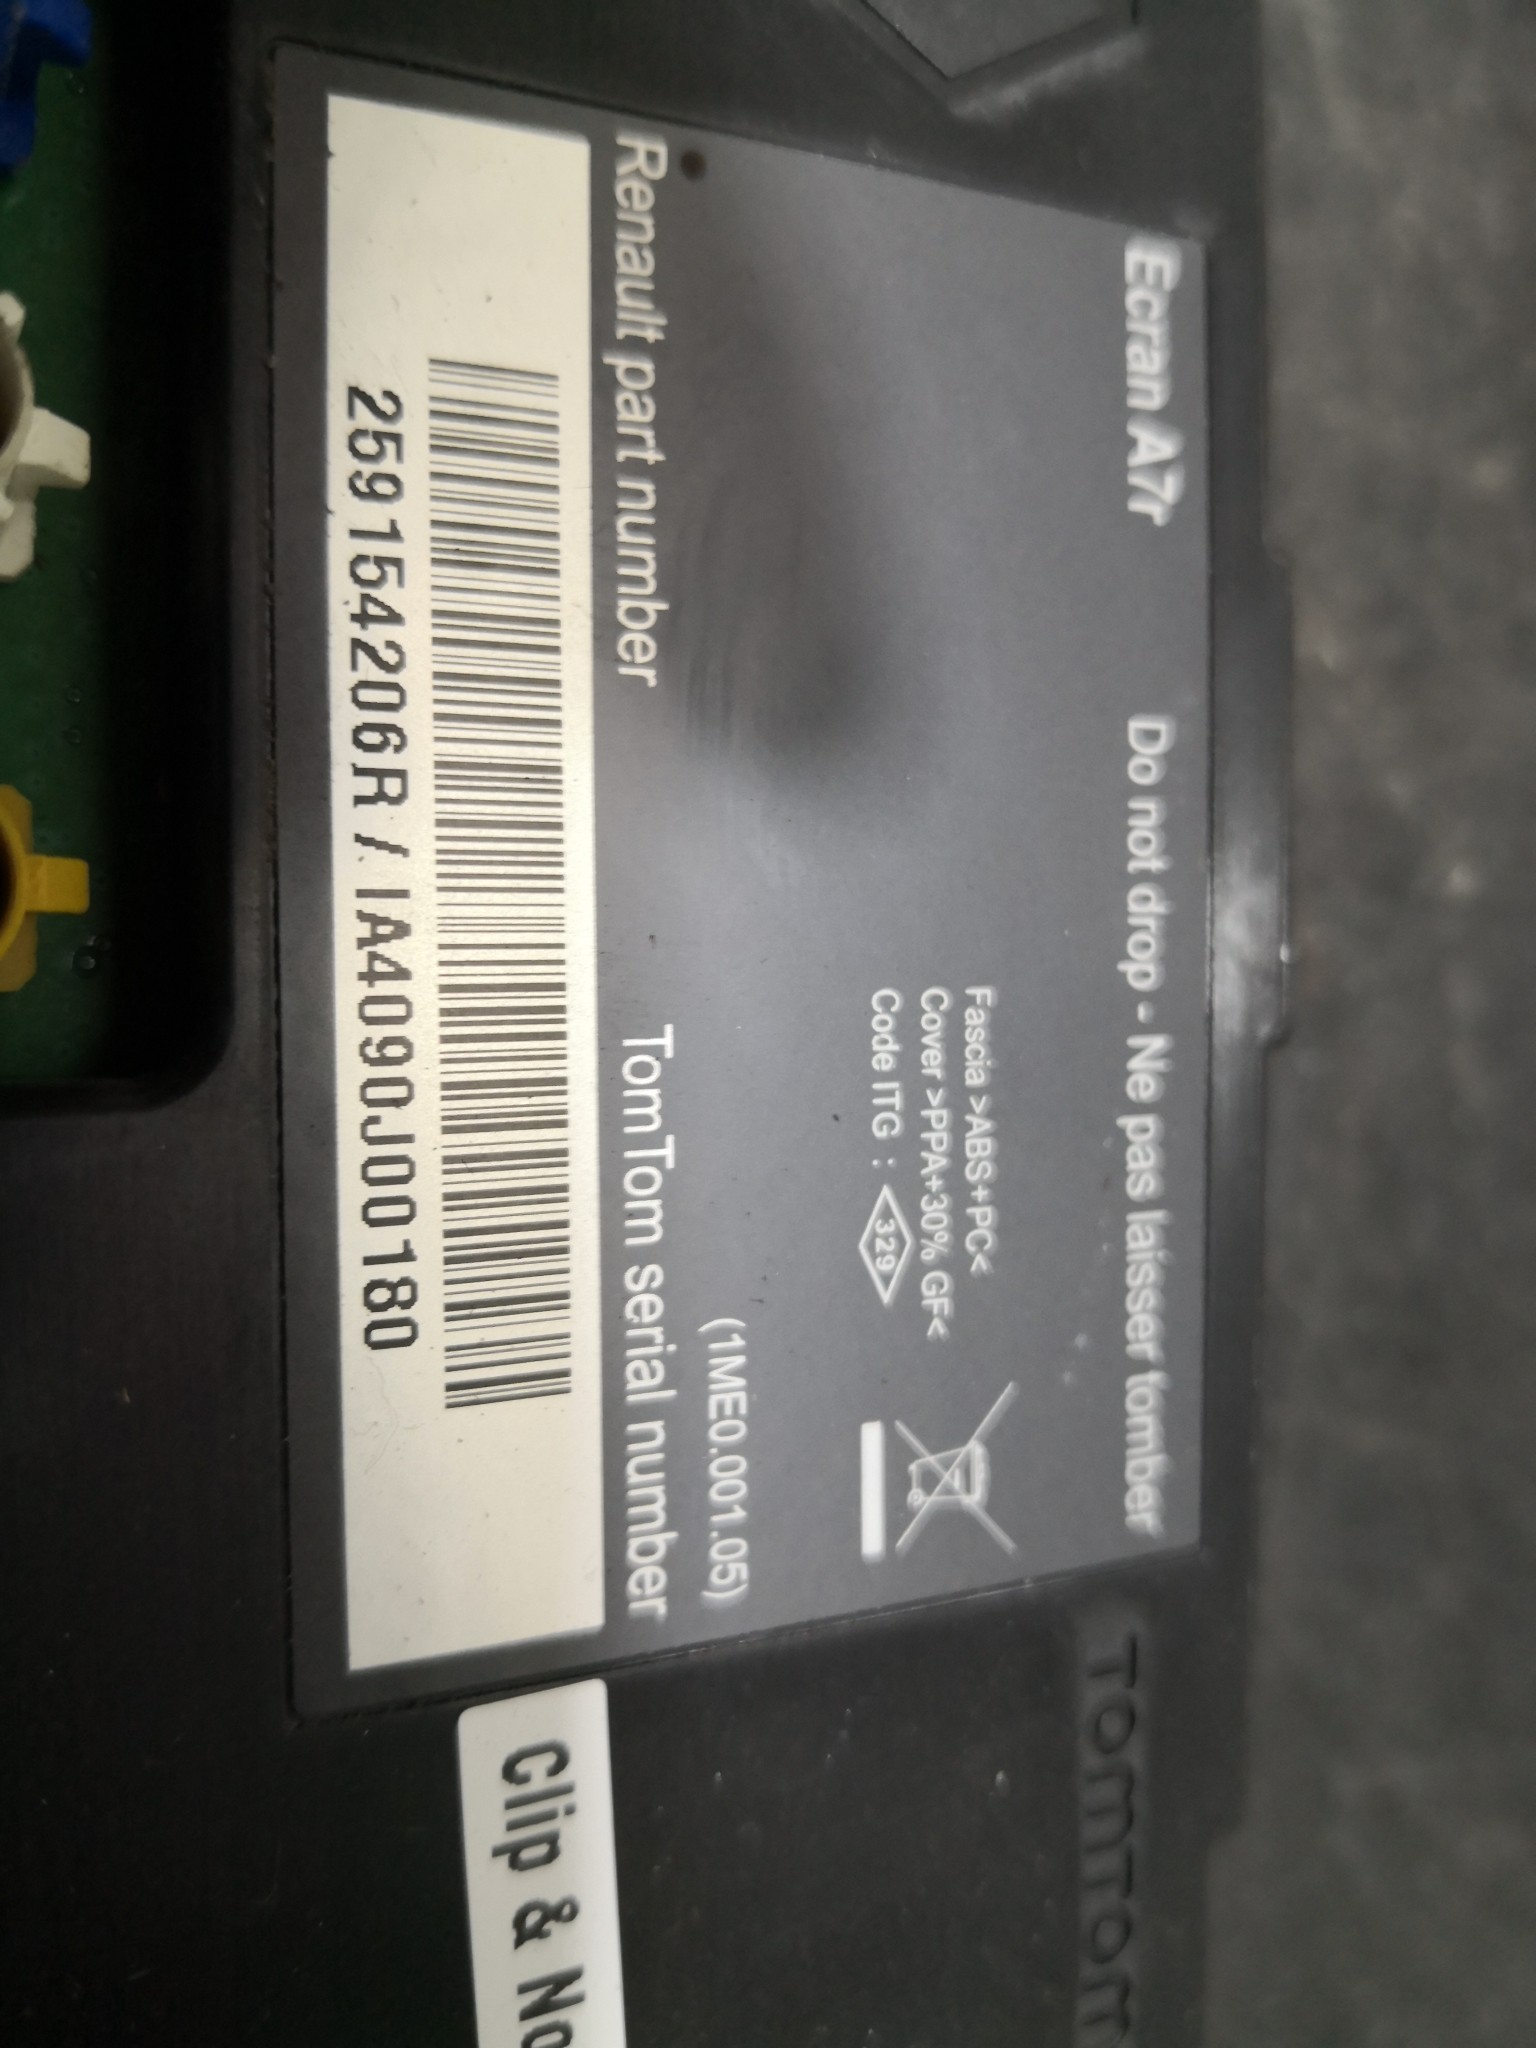 Ecran A7r
Do not drop - Ne pas laisser tomber
Fascia >ABS+PC<
Cover >PPA+30% GF<
Code ITG : 329
(1ME0.001.05)
Renault part number
TomTom serial number
259154206R / IA4090J00180
TOMTOM
Clip & No